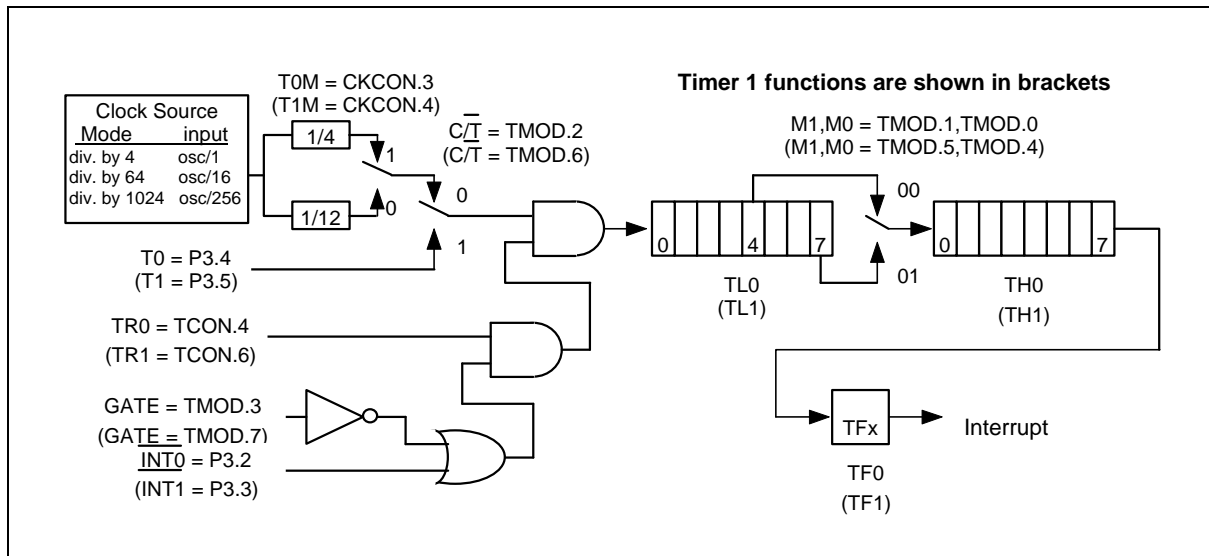 T0M = CKCON.3
(T1M = CKCON.4)
Timer 1 functions are shown in brackets
Clock Source
Mode input
div. by 4 osc/1
div. by 64 osc/16
div. by 1024 osc/256
1/4
1/12
1
0
C/T̅ = TMOD.2
(C/T̅ = TMOD.6)
0
1
M1,M0 = TMOD.1,TMOD.0
(M1,M0 = TMOD.5,TMOD.4)
0 4 7
TL0
(TL1)
00
01
0 7
TH0
(TH1)
T0 = P3.4
(T1 = P3.5)
TR0 = TCON.4
(TR1 = TCON.6)
GATE = TMOD.3
(GATE = TMOD.7)
I̅N̅T̅0̅ = P3.2
(INT1 = P3.3)
TFx
Interrupt
TF0
(TF1)